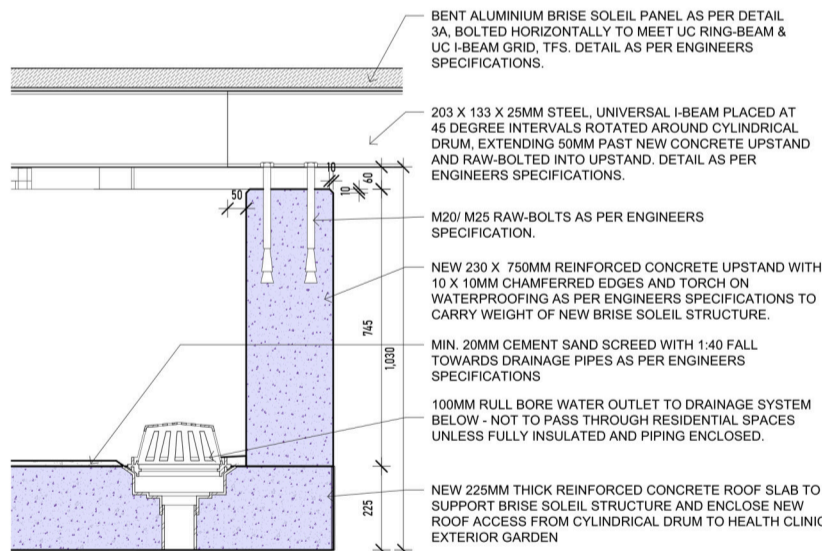 BENT ALUMINIUM BRISE SOLEIL PANEL AS PER DETAIL
3A, BOLTED HORIZONTALLY TO MEET UC RING-BEAM &
UC I-BEAM GRID, TFS. DETAIL AS PER ENGINEERS
SPECIFICATIONS.
203 X 133 X 25MM STEEL, UNIVERSAL I-BEAM PLACED AT
45 DEGREE INTERVALS ROTATED AROUND CYLINDRICAL
DRUM, EXTENDING 50MM PAST NEW CONCRETE UPSTAND
AND RAW-BOLTED INTO UPSTAND. DETAIL AS PER
ENGINEERS SPECIFICATIONS.
10
60
10
50
M20/ M25 RAW-BOLTS AS PER ENGINEERS
SPECIFICATION.
NEW 230 X 750MM REINFORCED CONCRETE UPSTAND WITH
10 X 10MM CHAMFERRED EDGES AND TORCH ON
WATERPROOFING AS PER ENGINEERS SPECIFICATIONS TO
CARRY WEIGHT OF NEW BRISE SOLEIL STRUCTURE.
745
1,030
MIN. 20MM CEMENT SAND SCREED WITH 1:40 FALL
TOWARDS DRAINAGE PIPES AS PER ENGINEERS
SPECIFICATIONS
100MM RULL BORE WATER OUTLET TO DRAINAGE SYSTEM
BELOW - NOT TO PASS THROUGH RESIDENTIAL SPACES
UNLESS FULLY INSULATED AND PIPING ENCLOSED.
225
NEW 225MM THICK REINFORCED CONCRETE ROOF SLAB TO
SUPPORT BRISE SOLEIL STRUCTURE AND ENCLOSE NEW
ROOF ACCESS FROM CYLINDRICAL DRUM TO HEALTH CLINIC
EXTERIOR GARDEN